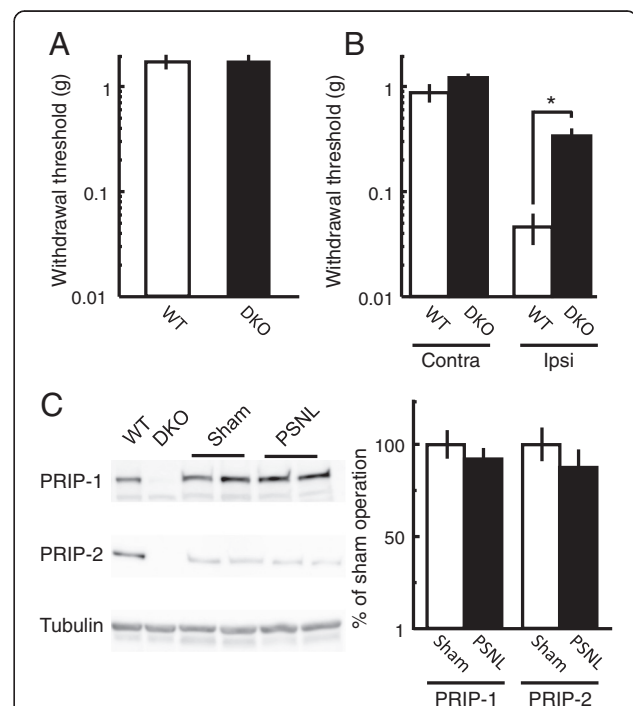 A
Withdrawal threshold (g)
1
0.1
0.01
WT
DKO
B
Withdrawal threshold (g)
1
0.1
0.01
*
WT
DKO
WT
DKO
Contra
Ipsi
C
WT
DKO
Sham
PSNL
PRIP-1
PRIP-2
Tubulin
% of sham operation
100
50
1
Sham
PSNL
Sham
PSNL
PRIP-1
PRIP-2